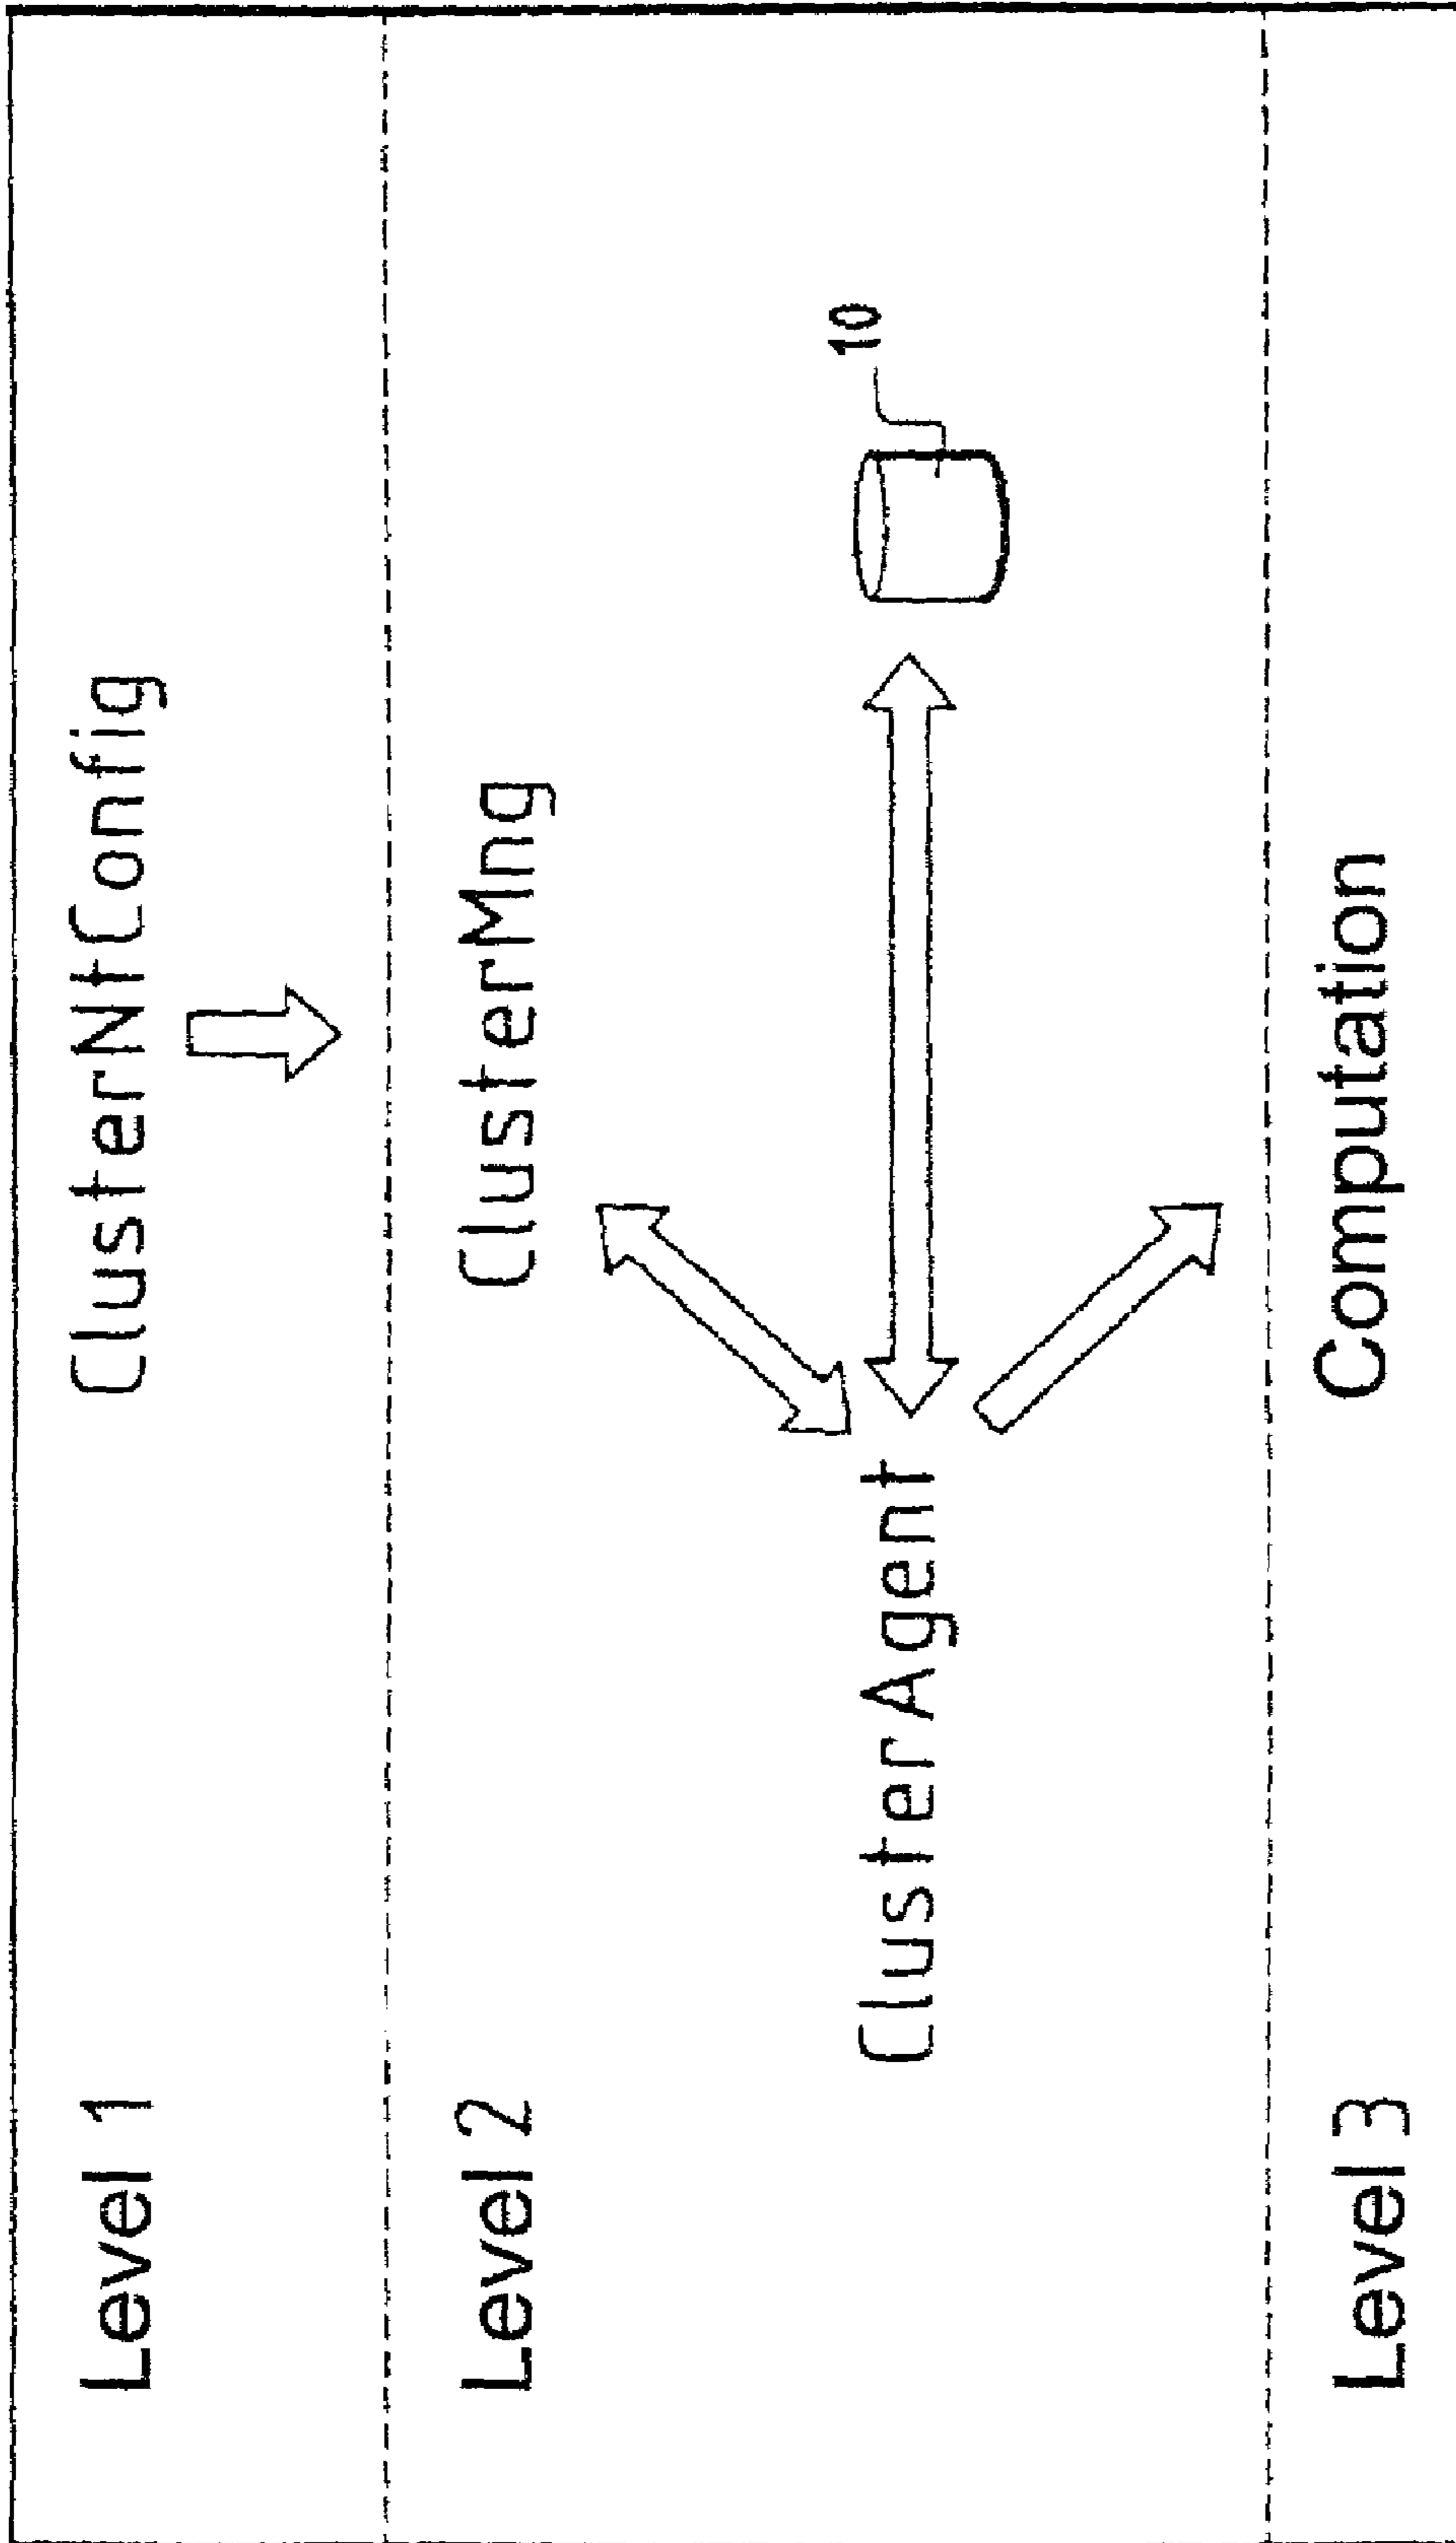 Level 1
ClusterNtConfig
Level 2
ClusterMng
ClusterAgent
10
Level 3
Computation